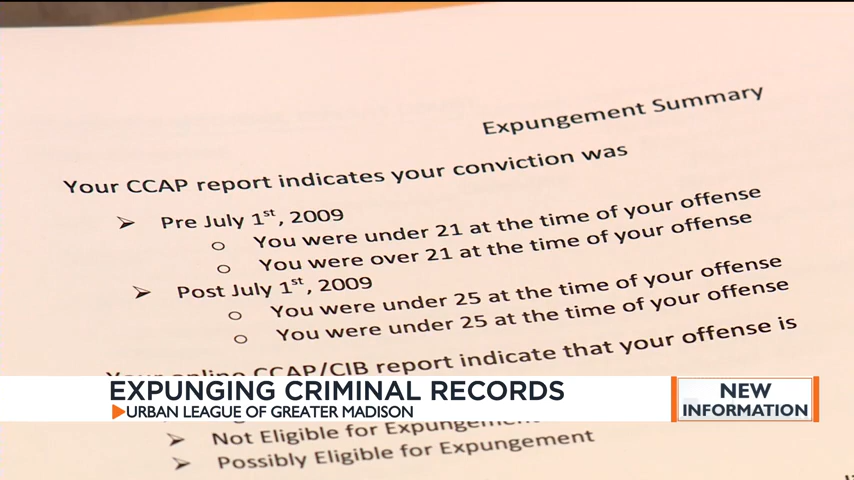 Expungement Summary
Your CCAP report indicates your conviction was
➢ Pre July 1st, 2009
o You were under 21 at the time of your offense
o You were over 21 at the time of your offense
➢ Post July 1st, 2009
o You were under 25 at the time of your offense
o You were under 25 at the time of your offense
Your online CCAP/CIB report indicate that your offense is
EXPUNGING CRIMINAL RECORDS
URBAN LEAGUE OF GREATER MADISON
NEW
INFORMATION
➢ Not Eligible for Expungement
➢ Possibly Eligible for Expungement